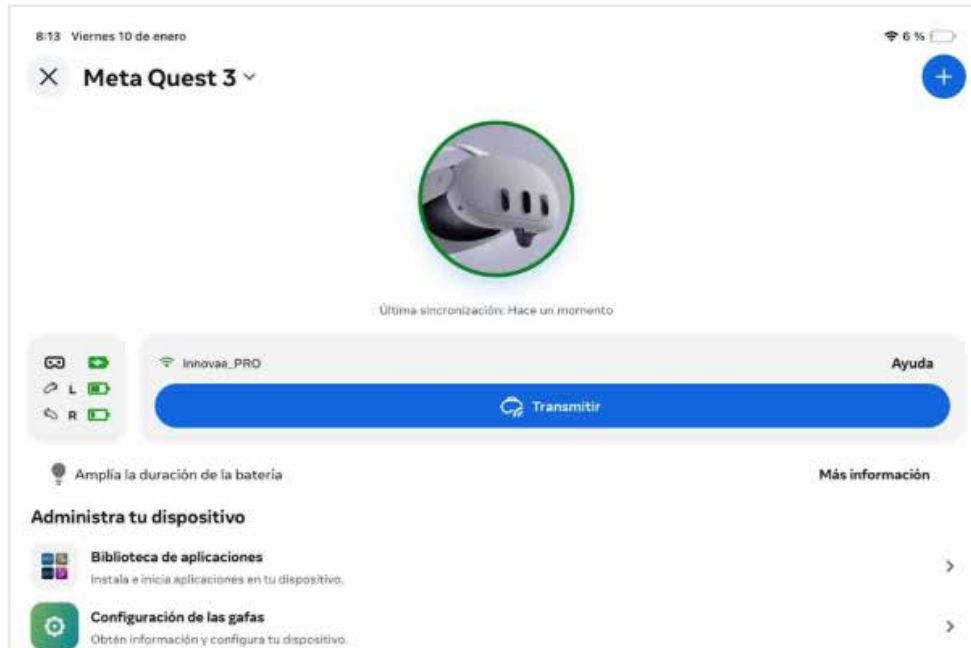 8:13 Viernes 10 de enero
6 %
Meta Quest 3
Última sincronización: Hace un momento
Innovae_PRO
Ayuda
L
R
Transmitir
Amplía la duración de la batería
Más información
Administra tu dispositivo
Biblioteca de aplicaciones
Instala e inicia aplicaciones en tu dispositivo.
Configuración de las gafas
Obtén información y configura tu dispositivo.